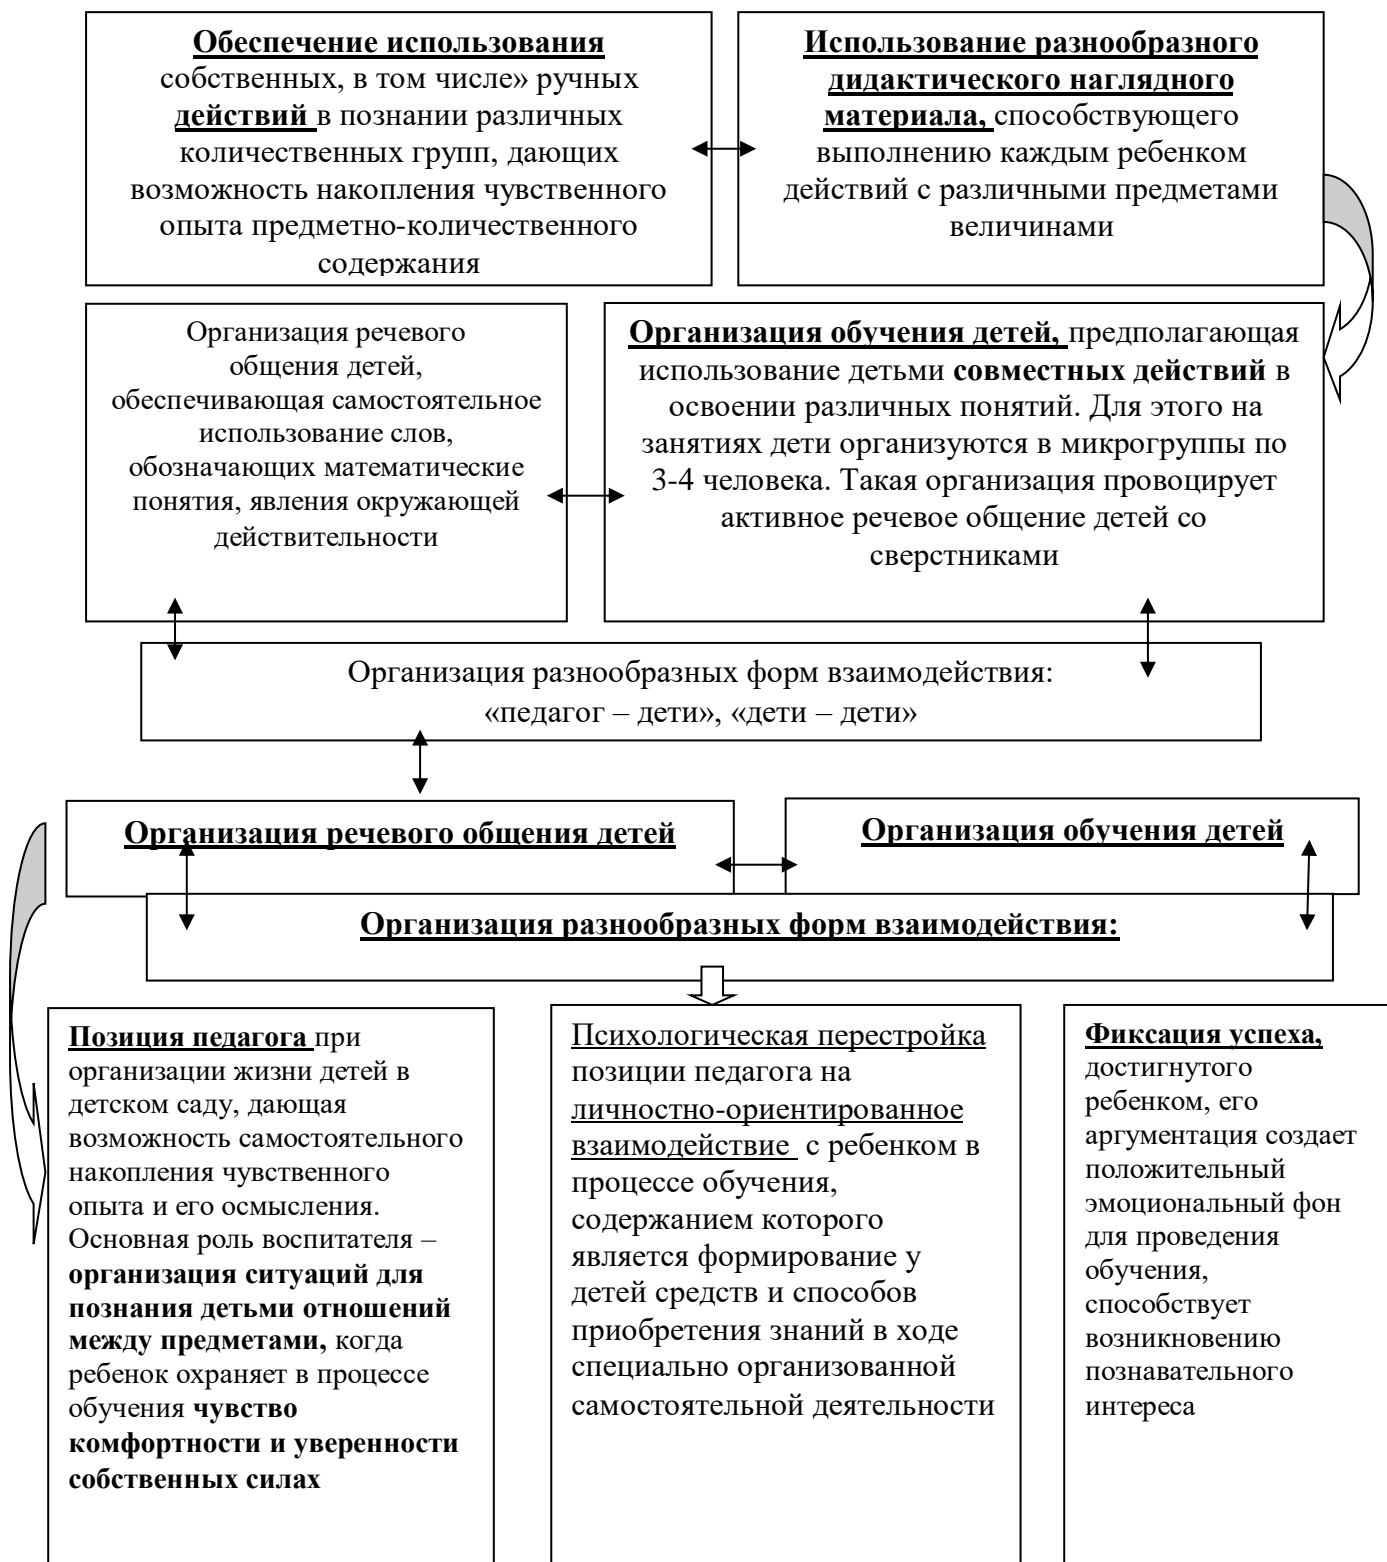 Обеспечение использования
собственных, в том числе» ручных
действий в познании различных
количественных групп, дающих
возможность накопления чувственного
опыта предметно-количественного
содержания
Использование разнообразного
дидактического наглядного
материала, способствующего
выполнению каждым ребенком
действий с различными предметами
величинами
Организация речевого
общения детей,
обеспечивающая самостоятельное
использование слов,
обозначающих математические
понятия, явления окружающей
действительности
Организация обучения детей, предполагающая
использование детьми совместных действий в
освоении различных понятий. Для этого на
занятиях дети организуются в микрогруппы по
3-4 человека. Такая организация провоцирует
активное речевое общение детей со
сверстниками
Организация разнообразных форм взаимодействия:
«педагог – дети», «дети – дети»
Организация речевого общения детей
Организация обучения детей
Организация разнообразных форм взаимодействия:
Позиция педагога при
организации жизни детей в
детском саду, дающая
возможность самостоятельного
накопления чувственного
опыта и его осмысления.
Основная роль воспитателя –
организация ситуаций для
познания детьми отношений
между предметами, когда
ребенок охраняет в процессе
обучения чувство
комфортности и уверенности
собственных силах
Психологическая перестройка
позиции педагога на
личностно-ориентированное
взаимодействие с ребенком в
процессе обучения,
содержанием которого
является формирование у
детей средств и способов
приобретения знаний в ходе
специально организованной
самостоятельной деятельности
Фиксация успеха,
достигнутого
ребенком, его
аргументация создает
положительный
эмоциональный фон
для проведения
обучения,
способствует
возникновению
познавательного
интереса